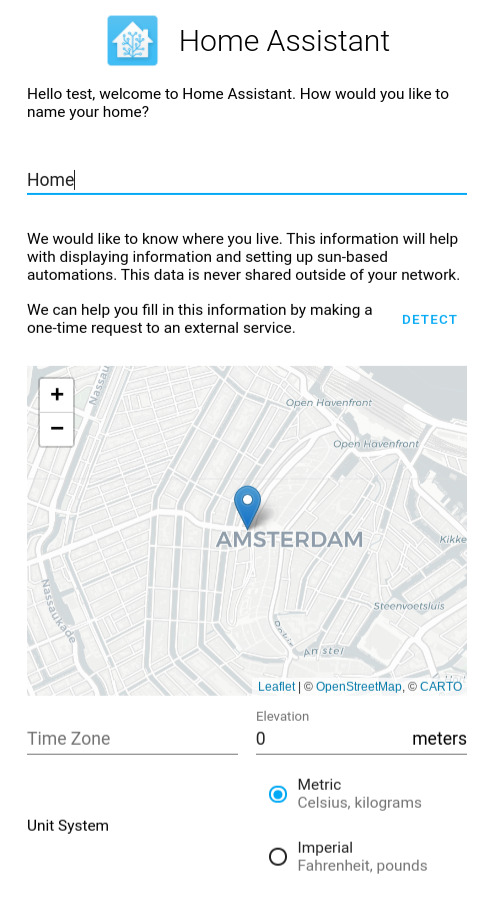 Home Assistant
Hello test, welcome to Home Assistant. How would you like to
name your home?
Home
We would like to know where you live. This information will help
with displaying information and setting up sun-based
automations. This data is never shared outside of your network.
We can help you fill in this information by making a
one-time request to an external service.
DETECT
+
−
Nassau
Open Havenfront
Open Havenfront
AMSTERDAM
Kikke
Nassaukade
Steenvoetsluis
Amstel
Leaflet | © OpenStreetMap, © CARTO
Time Zone
Elevation
0 meters
Unit System
Metric
Celsius, kilograms
Imperial
Fahrenheit, pounds